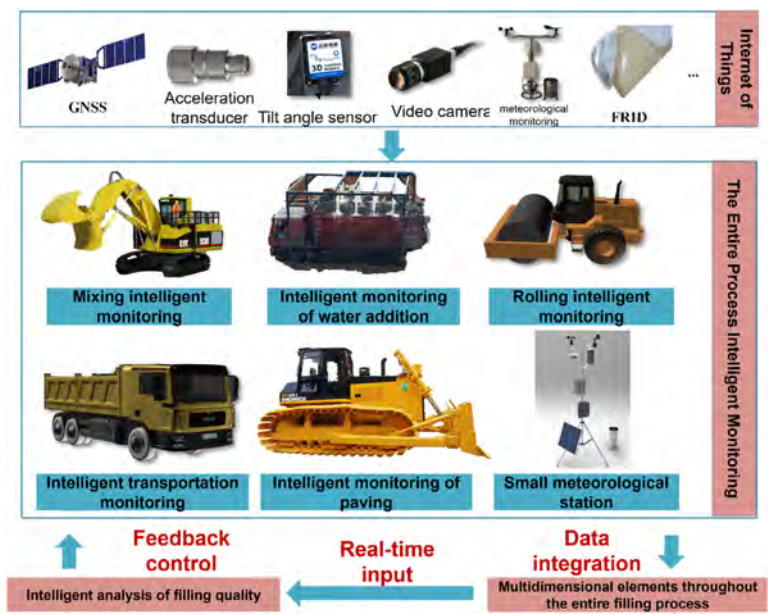 GNSS
Acceleration
transducer
Tilt angle sensor
Video camera
meteorological
monitoring
FRID
...
Internet of
Things
3D
Mixing intelligent
monitoring
Intelligent monitoring
of water addition
Rolling intelligent
monitoring
Intelligent transportation
monitoring
Intelligent monitoring of
paving
Small meteorological
station
The Entire Process Intelligent Monitoring
Feedback
control
Real-time
input
Data
integration
Intelligent analysis of filling quality
Multidimensional elements throughout
the entire filling process